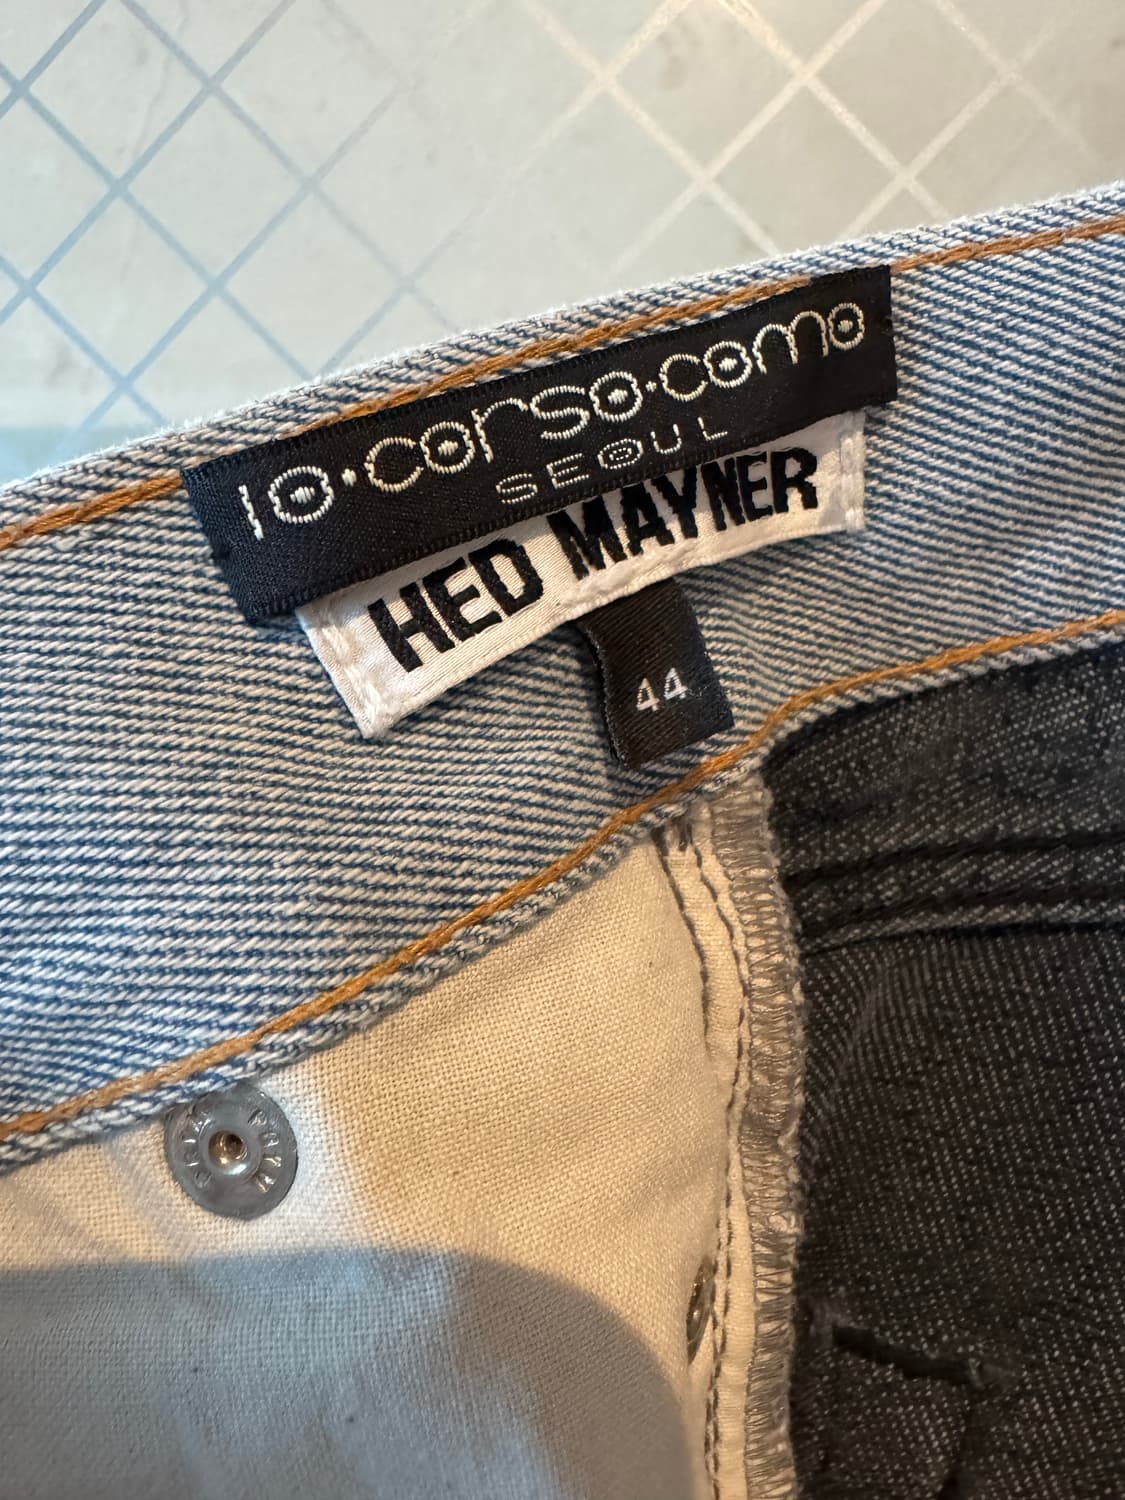 10·corso·como
SEOUL
HED MAYNER
44